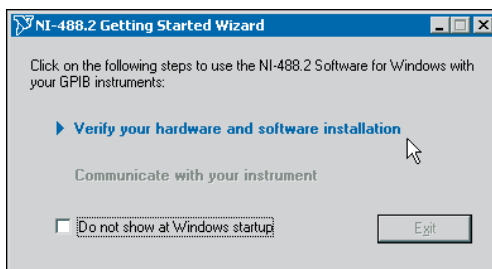 NI-488.2 Getting Started Wizard
Click on the following steps to use the NI-488.2 Software for Windows with
your GPIB instruments:
Verify your hardware and software installation
Communicate with your instrument
Do not show at Windows startup
Exit